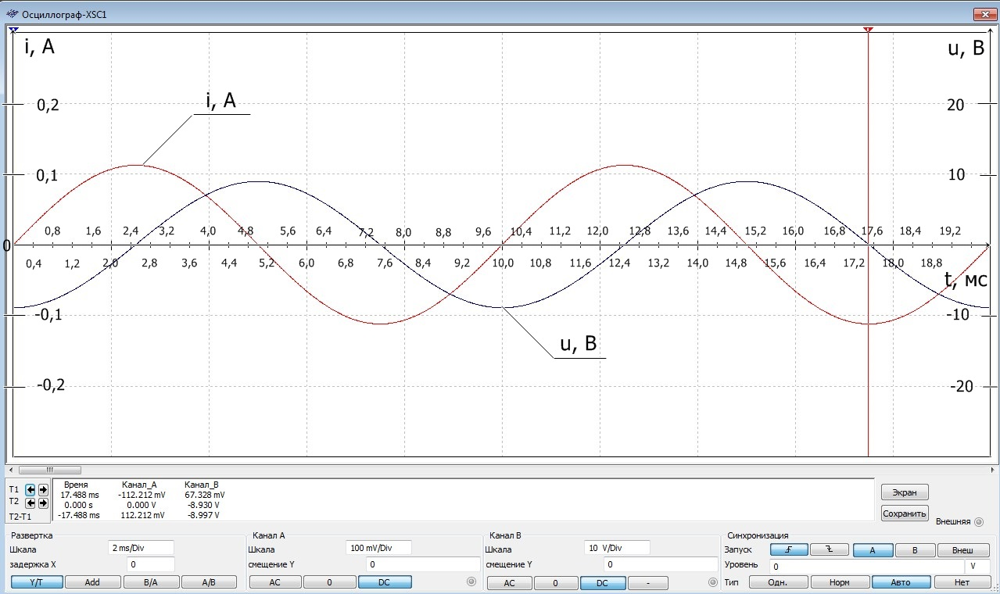 Осциллограф-XSC1
i, A
u, B
i, A
0,2
20
0,1
10
0,8 1,6 2,4 3,2 4,0 4,8 5,6 6,4 7,2 8,0 8,8 9,6 10,4 11,2 12,0 12,8 13,6 14,4 15,2 16,0 16,8 17,6 18,4 19,2
0
0,4 1,2 2,0 2,8 3,6 4,4 5,2 6,0 6,8 7,6 8,4 9,2 10,0 10,8 11,6 12,4 13,2 14,0 14,8 15,6 16,4 17,2 18,0 18,8
t, мс
-0,1
-10
u, B
-0,2
-20
T1
T2
T2-T1
Время Канал_A Канал_B
17.488 ms -112.212 mV 67.328 mV
0.000 s 0.000 V -8.930 mV
-17.488 ms 112.212 mV -8.997 mV
Экран
Сохранить
Внешняя
Развертка
Шкала 2 ms/Div
задержка X 0
Y/T Add B/A A/B
Канал A
Шкала 100 mV/Div
смещение Y 0
AC 0 DC
Канал B
Шкала 10 V/Div
смещение Y 0
AC 0 DC -
Синхронизация
Запуск A B Внеш
Уровень 0 V
Тип Одн. Норм Авто Нет